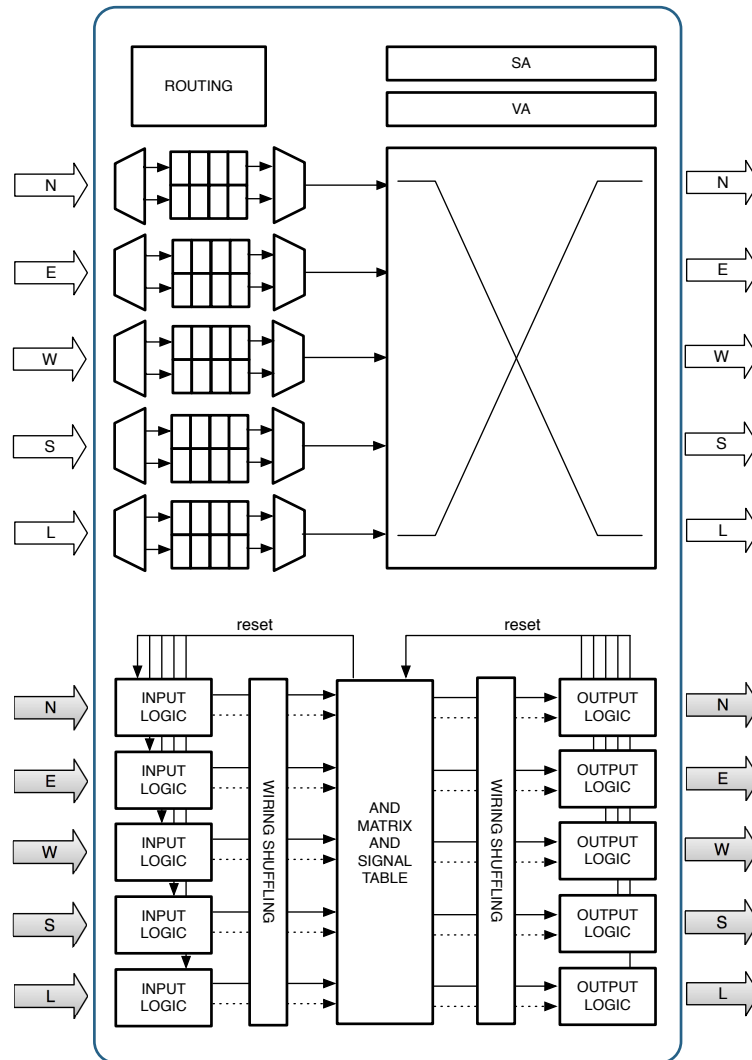 ROUTING
SA
VA
N
N
E
E
W
W
S
S
L
L
reset
reset
N
INPUT
LOGIC
OUTPUT
LOGIC
N
E
INPUT
LOGIC
OUTPUT
LOGIC
E
W
INPUT
LOGIC
WIRING SHUFFLING
AND
MATRIX
AND
SIGNAL
TABLE
WIRING SHUFFLING
OUTPUT
LOGIC
W
S
INPUT
LOGIC
OUTPUT
LOGIC
S
L
INPUT
LOGIC
OUTPUT
LOGIC
L